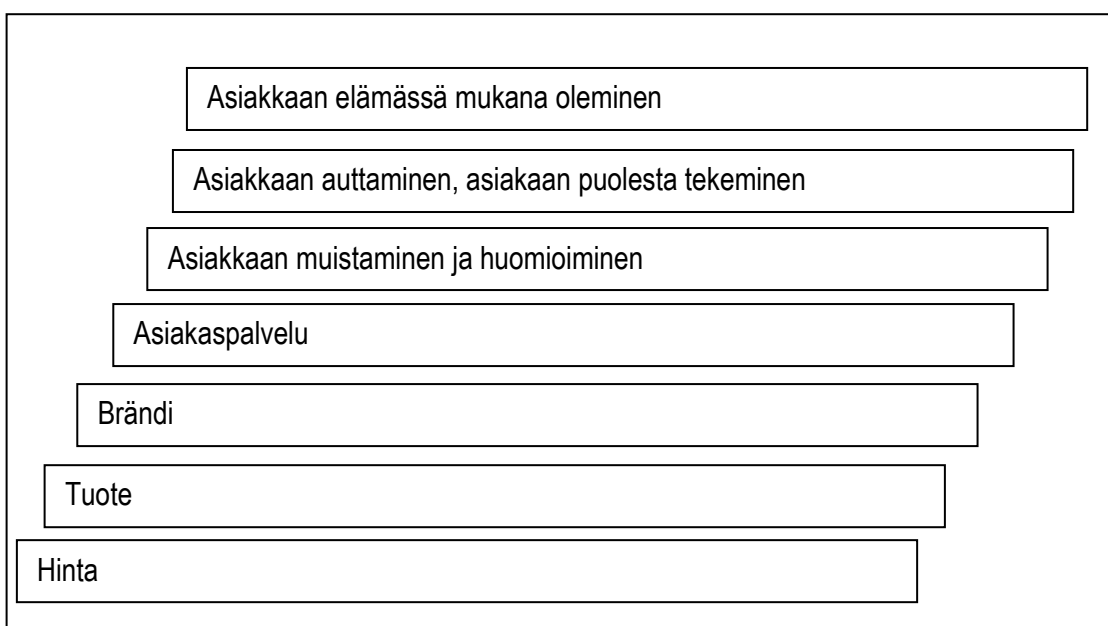 Asiakkaan elämässä mukana oleminen
Asiakkaan auttaminen, asiakaan puolesta tekeminen
Asiakkaan muistaminen ja huomioiminen
Asiakaspalvelu
Brändi
Tuote
Hinta